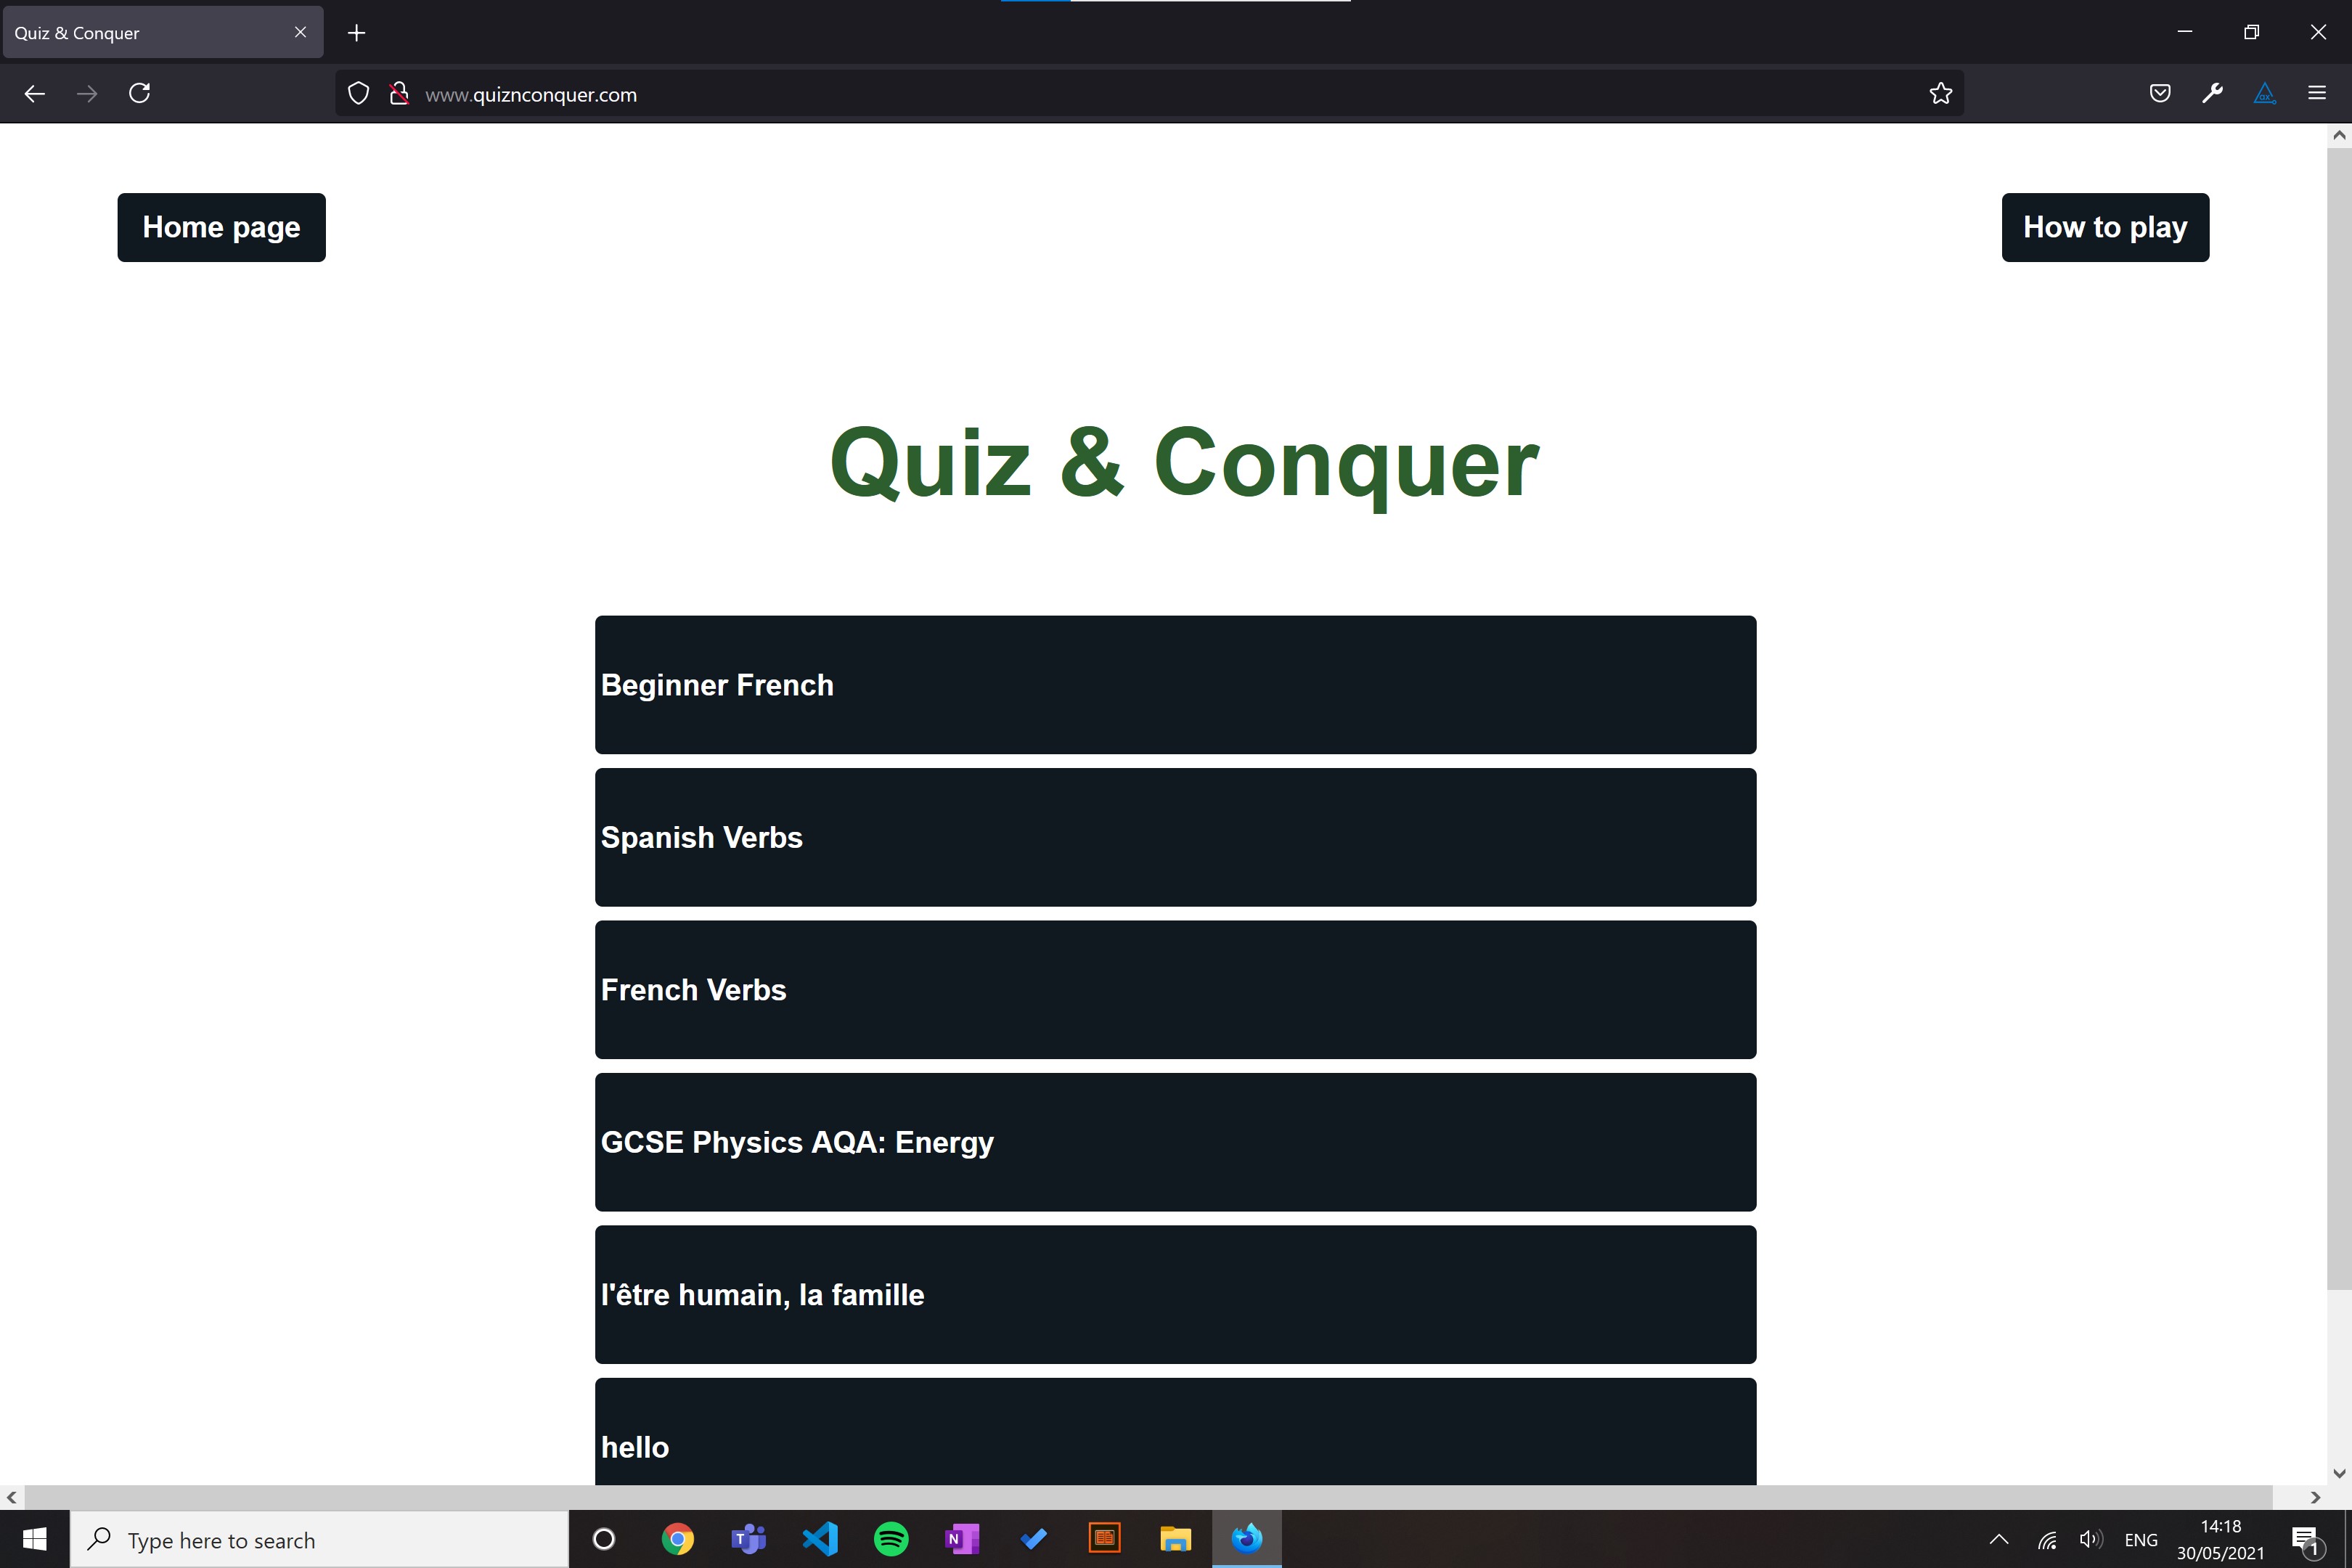 Quiz & Conquer
www.quiznconquer.com
Home page
How to play
Quiz & Conquer
Beginner French
Spanish Verbs
French Verbs
GCSE Physics AQA: Energy
l'être humain, la famille
hello
Type here to search
ENG
14:18
30/05/2021
1